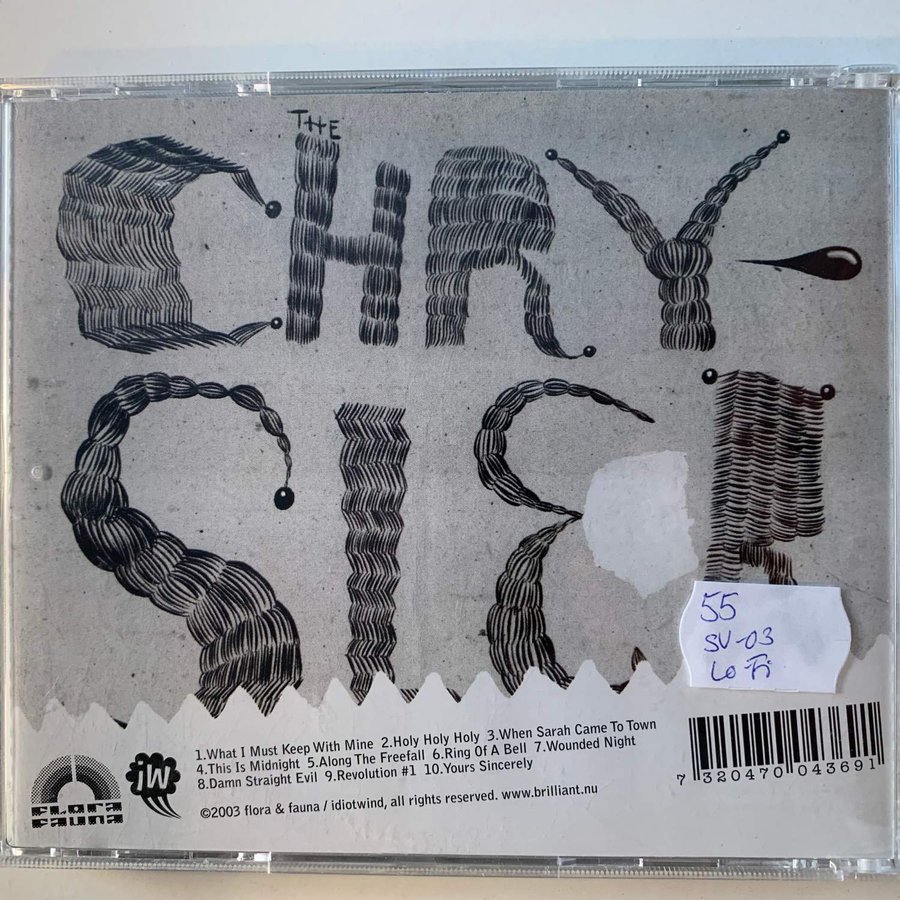 THE
CHRY-
SIER
55
SV-03
Lo-Fi
1.What I Must Keep With Mine 2.Holy Holy Holy 3.When Sarah Came To Town
4.This Is Midnight 5.Along The Freefall 6.Ring Of A Bell 7.Wounded Night
8.Damn Straight Evil 9.Revolution #1 10.Yours Sincerely
©2003 flora & fauna / idiotwind, all rights reserved. www.brilliant.nu
FLORA
FAUNA
iW
7 320470 043691